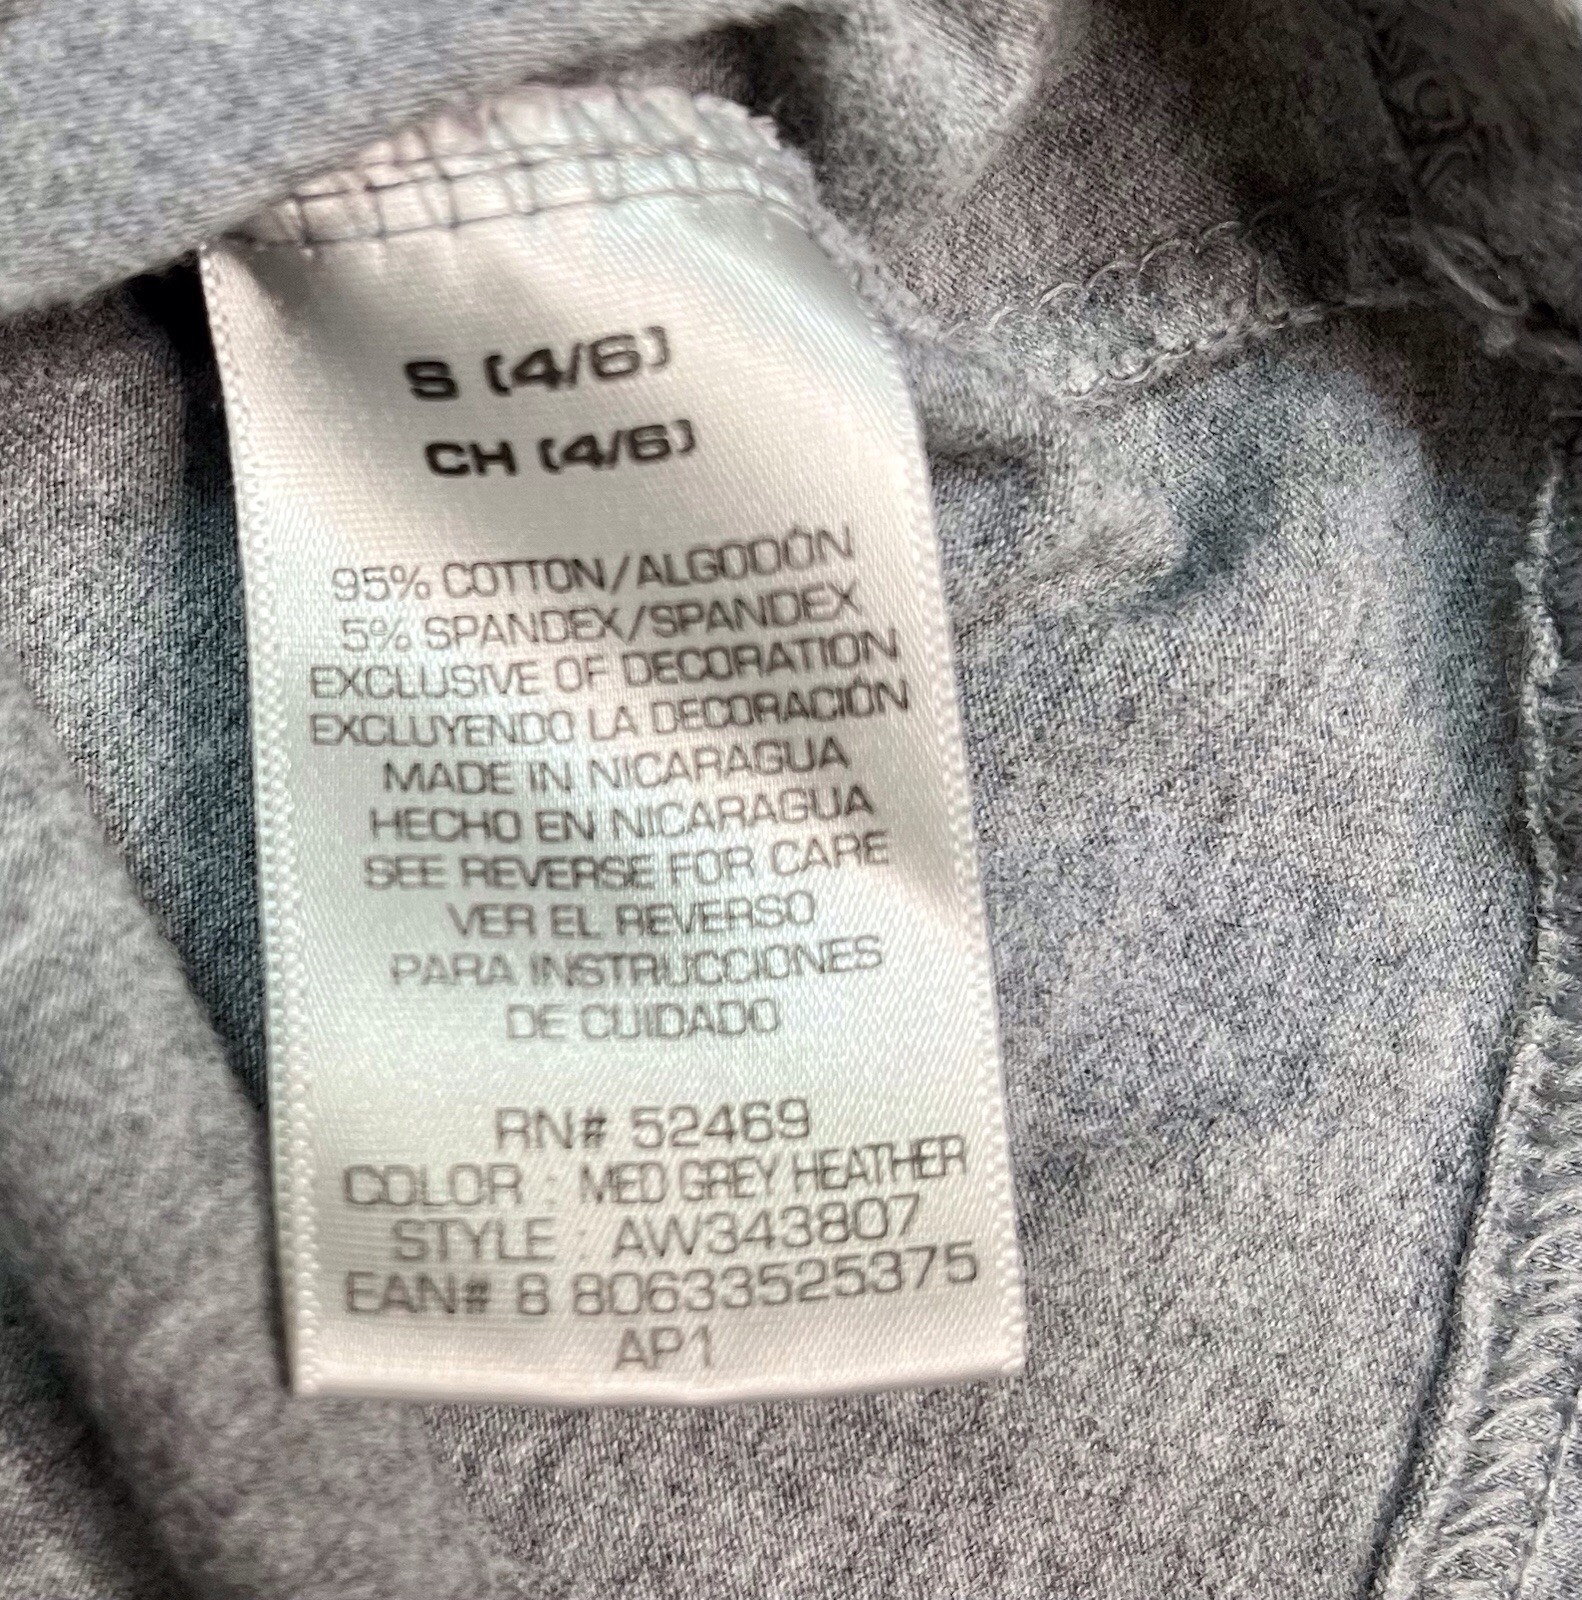 S (4/6)
CH (4/6)
95% COTTON/ALGODÓN
5% SPANDEX/SPANDEX
EXCLUSIVE OF DECORATION
EXCLUYENDO LA DECORACIÓN
MADE IN NICARAGUA
HECHO EN NICARAGUA
SEE REVERSE FOR CARE
VER EL REVERSO
PARA INSTRUCCIONES
DE CUIDADO
RN# 52469
COLOR : MED GREY HEATHER
STYLE : AW343807
EAN# 8 80633525375
AP1